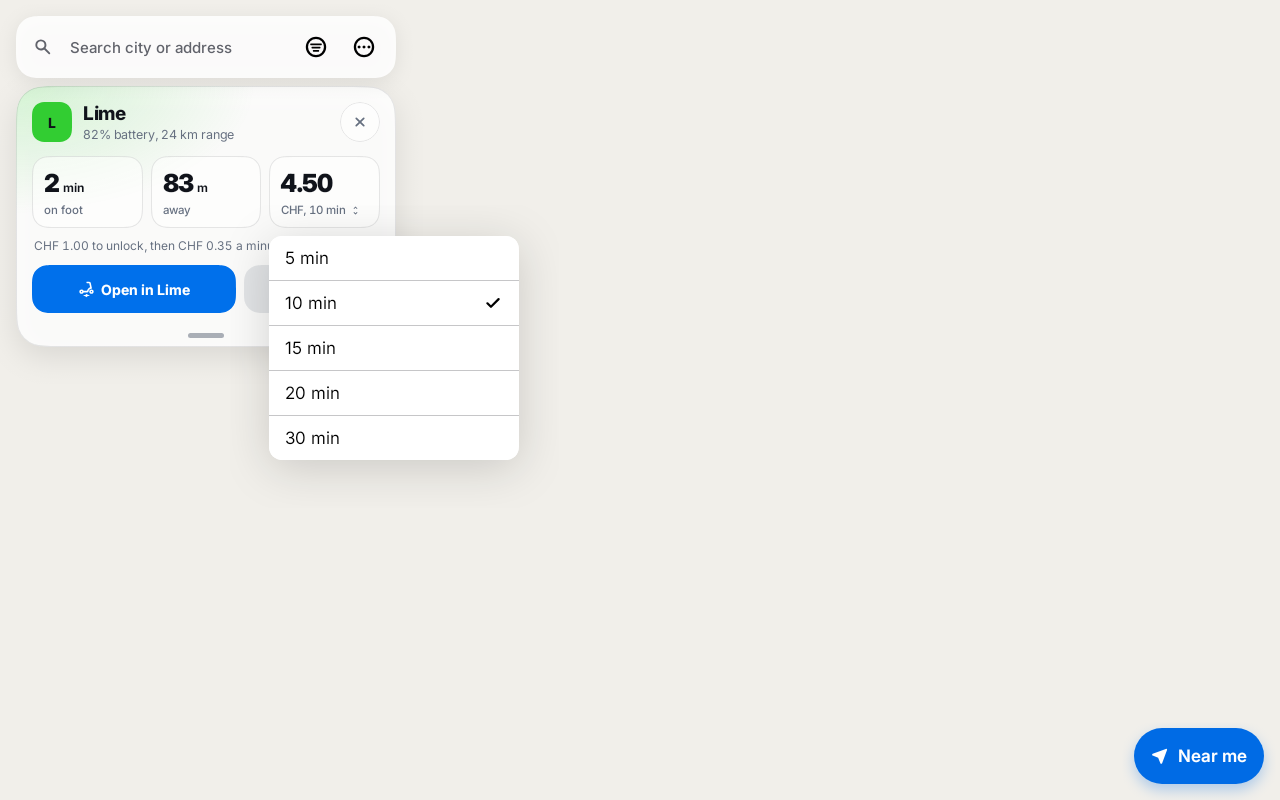 Search city or address
L
Lime
82% battery, 24 km range
2 min
on foot
83 m
away
4.50
CHF, 10 min
CHF 1.00 to unlock, then CHF 0.35 a
Open in Lime
5 min
10 min
15 min
20 min
30 min
Near me